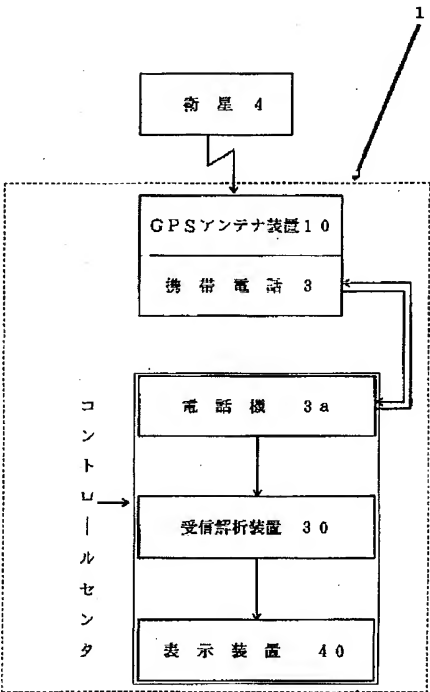 1
衛星 4
GPSアンテナ装置10
携帯電話 3
電話機 3a
コントロールセンタ
受信解析装置 30
表示装置 40